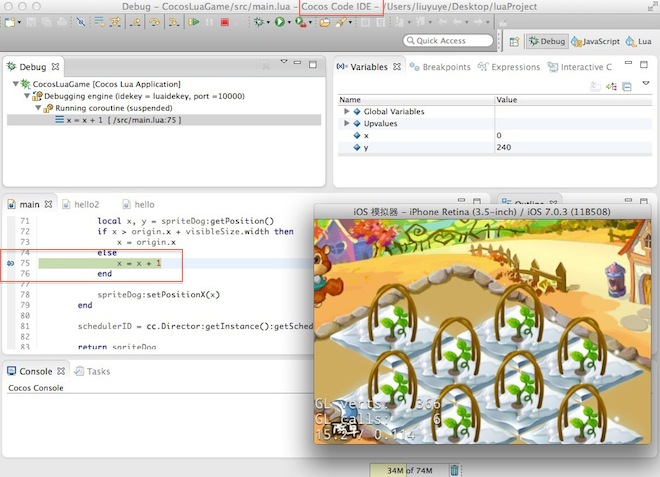 Debug - CocosLuaGame/src/main.lua - Cocos Code IDE - /Users/liuyuye/Desktop/luaProject
Quick Access
Debug
JavaScript
Lua
Debug
CocosLuaGame [Cocos Lua Application]
Debugging engine (idekey = luaidekey, port =10000)
Running coroutine (suspended)
x = x + 1 [ /src/main.lua:75 ]
Variables
Breakpoints
Expressions
Interactive C
Name
Value
Global Variables
Upvalues
x
0
y
240
main
hello2
hello
Outline
71 local x, y = spriteDog:getPosition()
72 if x > origin.x + visibleSize.width then
73 x = origin.x
74 else
75 x = x + 1
76 end
77
78 spriteDog:setPositionX(x)
80 end
81 schedulerID = cc.Director:getInstance():getSched
82
83 return spriteDog
iOS 模拟器 - iPhone Retina (3.5-inch) / iOS 7.0.3 (11B508)
GL verts: 366
GL calls: 6
15.2 / 0.114
Console
Tasks
Cocos Console
34M of 74M